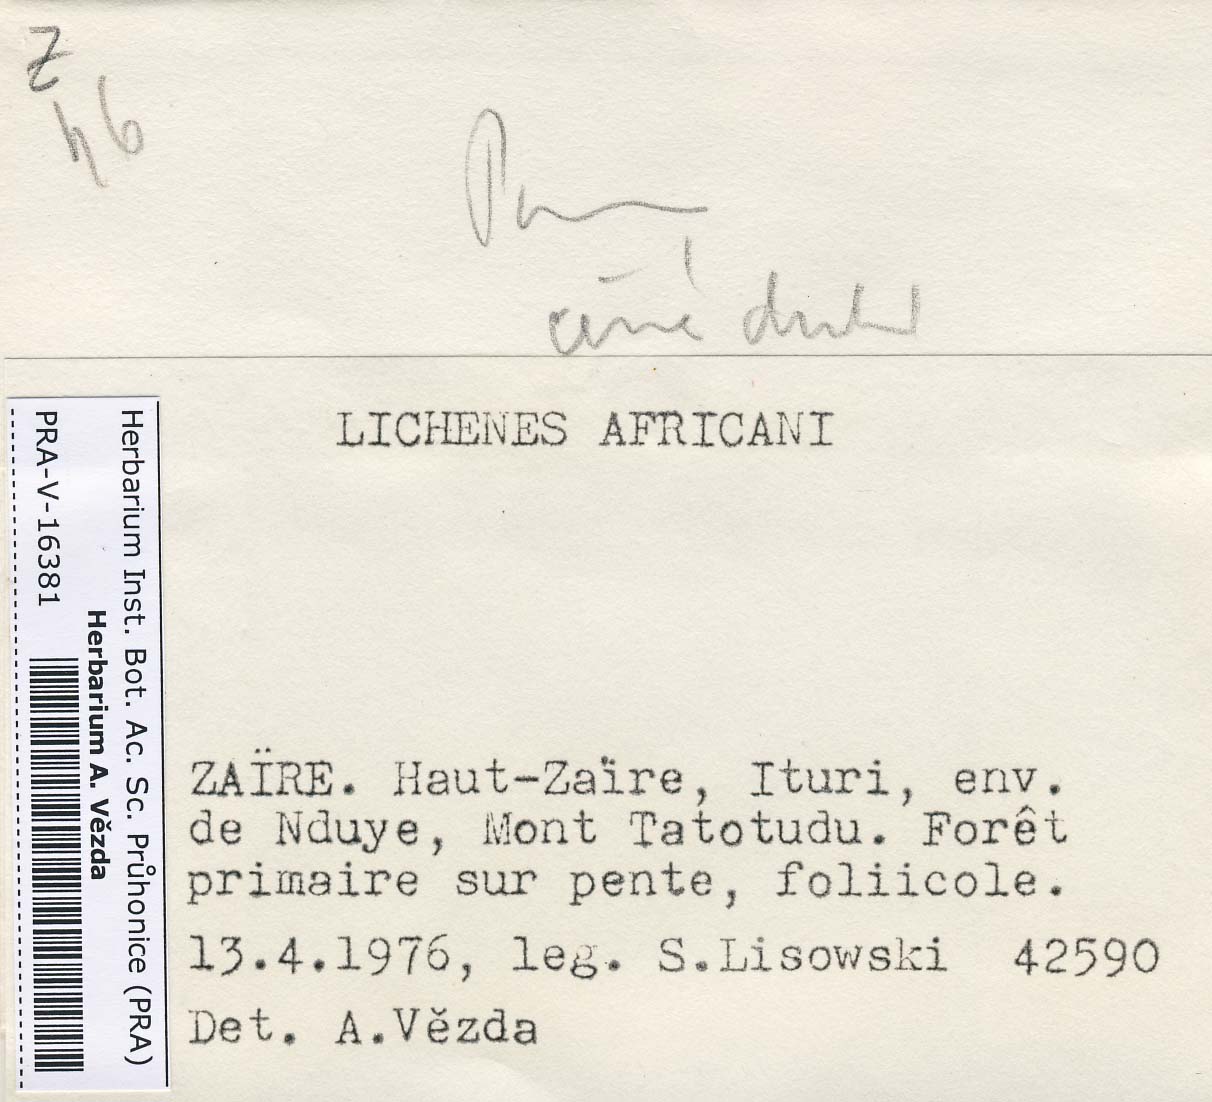 Z
46
LICHENES AFRICANI
ZAÏRE. Haut-Zaïre, Ituri, env.
de Nduye, Mont Tatotudu. Forêt
primaire sur pente, foliicole.
13.4.1976, leg. S.Lisowski 42590
Det. A.Vězda
Herbarium Inst. Bot. Ac. Sc. Průhonice (PRA)
Herbarium A. Vězda
PRA-V-16381